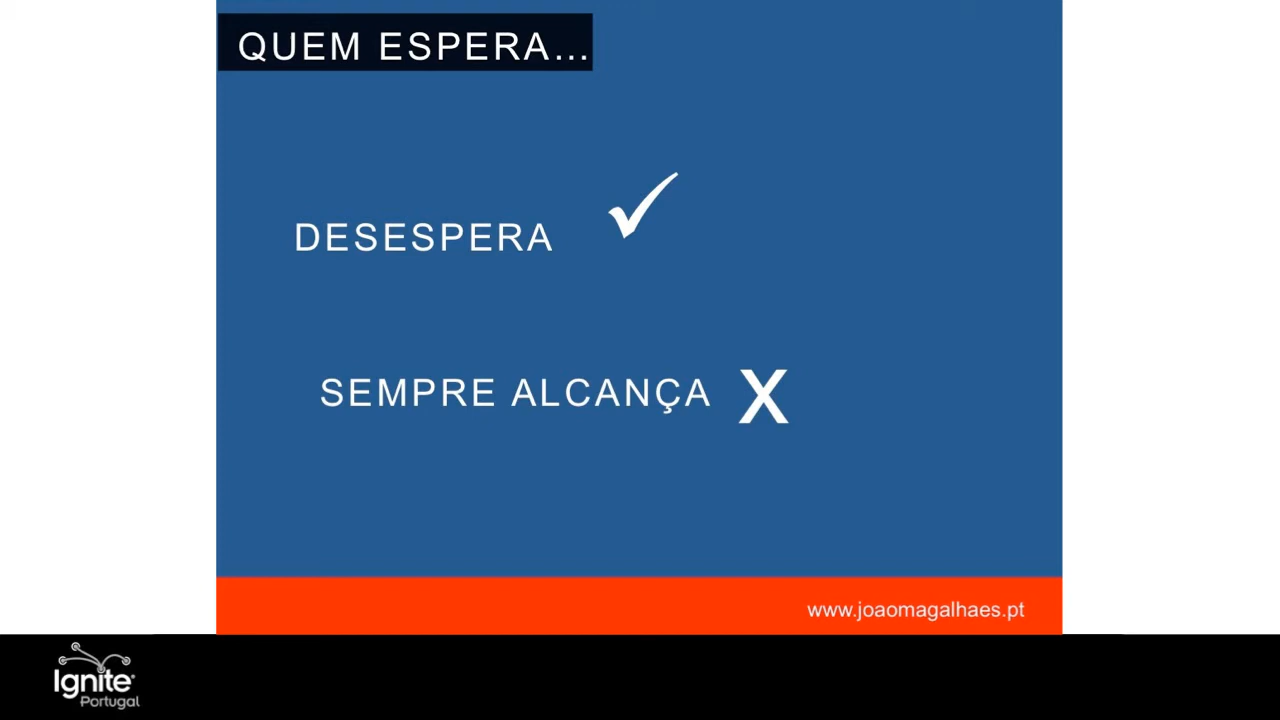 QUEM ESPERA...
DESESPERA ✓
SEMPRE ALCANÇA X
www.joaomagalhaes.pt
Ignite
Portugal